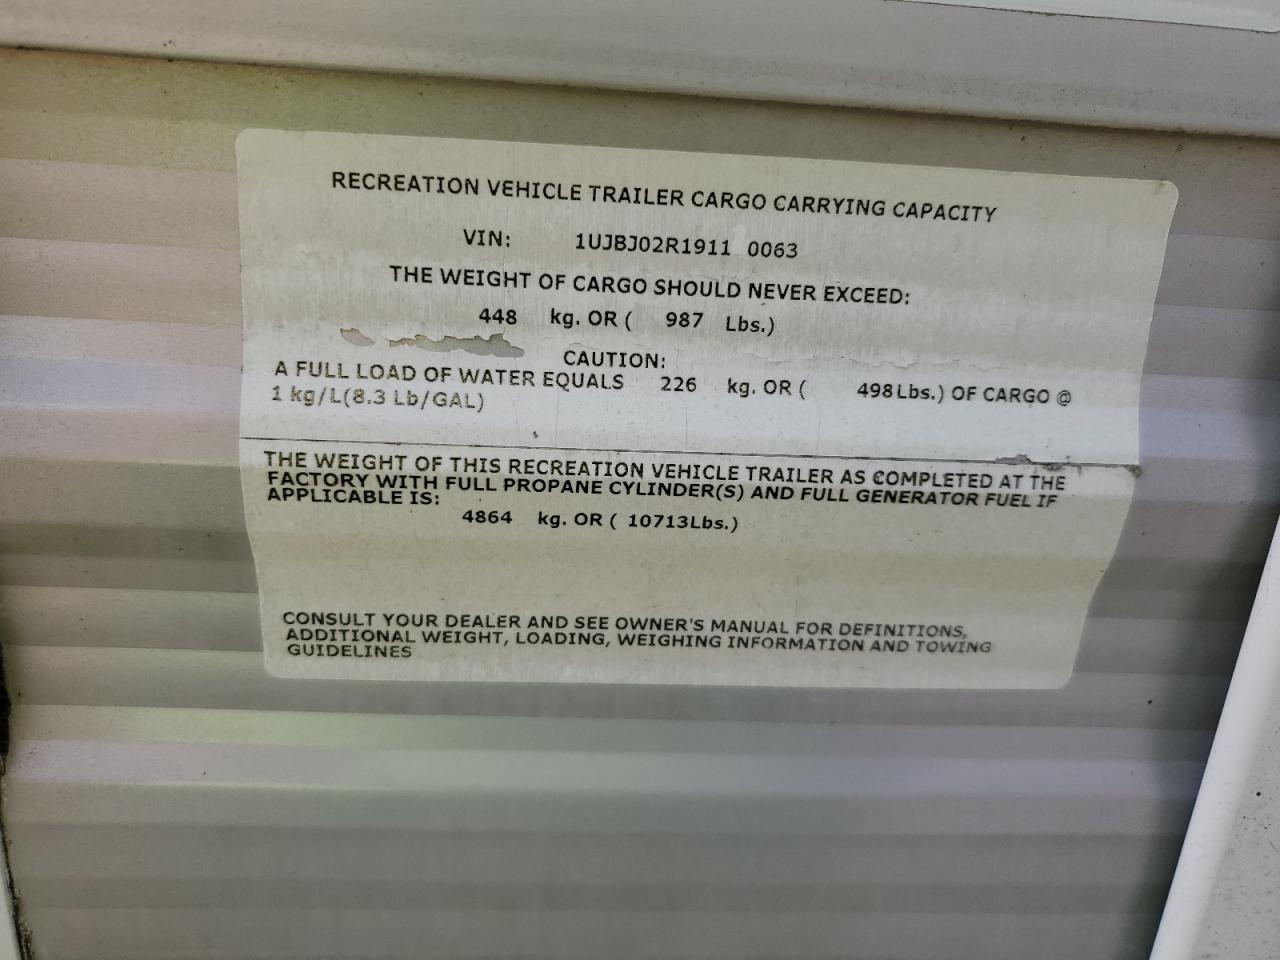 RECREATION VEHICLE TRAILER CARGO CARRYING CAPACITY
VIN: 1UJBJ02R1911 0063
THE WEIGHT OF CARGO SHOULD NEVER EXCEED:
448 kg. OR ( 987 Lbs.)
CAUTION:
A FULL LOAD OF WATER EQUALS 226 kg. OR ( 498Lbs.) OF CARGO @
1 kg/L(8.3 Lb/GAL)
THE WEIGHT OF THIS RECREATION VEHICLE TRAILER AS COMPLETED AT THE
FACTORY WITH FULL PROPANE CYLINDER(S) AND FULL GENERATOR FUEL IF
APPLICABLE IS:
4864 kg. OR ( 10713Lbs.)
CONSULT YOUR DEALER AND SEE OWNER'S MANUAL FOR DEFINITIONS,
ADDITIONAL WEIGHT, LOADING, WEIGHING INFORMATION AND TOWING
GUIDELINES